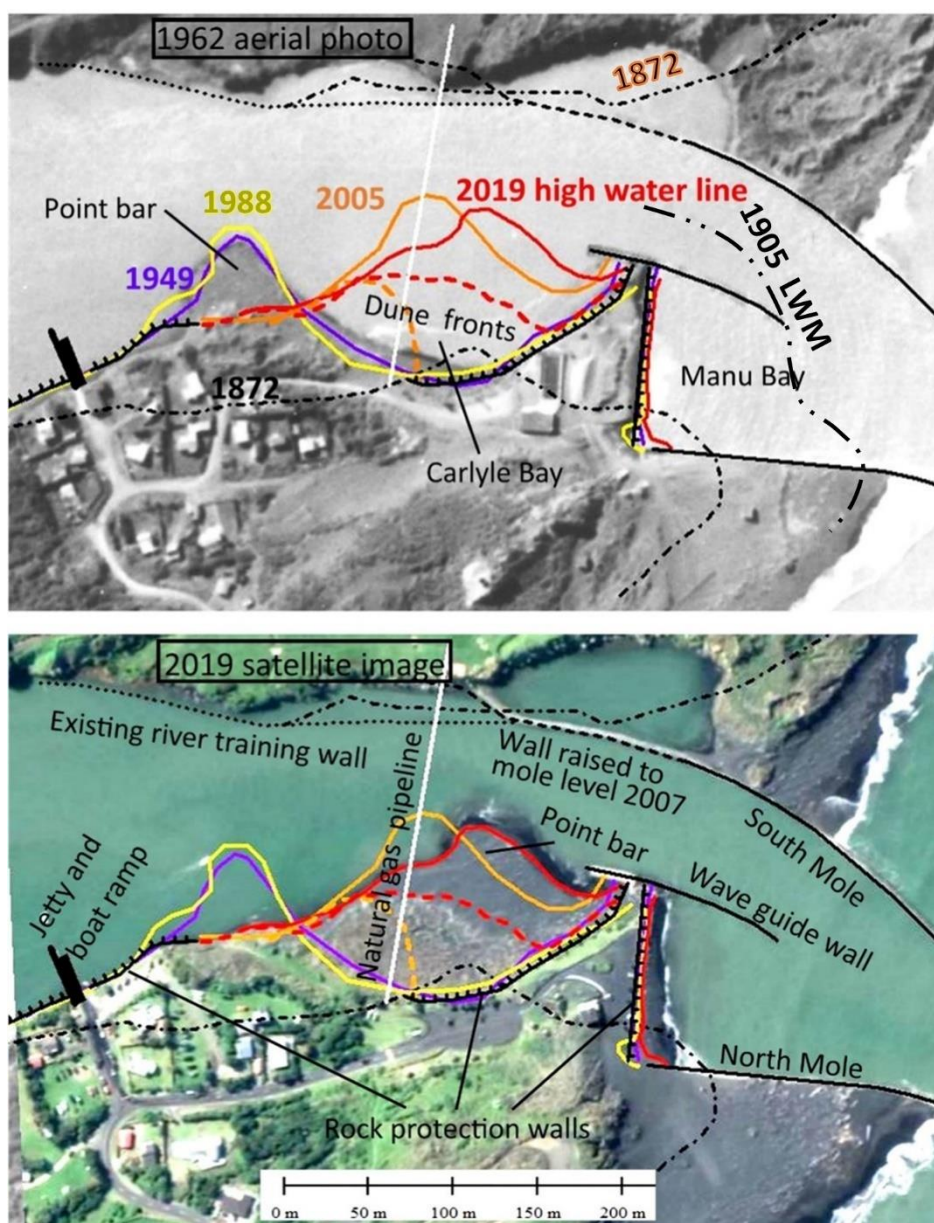 1962 aerial photo
1872
1988
2005
2019 high water line
Point bar
1949
1905 LWM
Dune fronts
Manu Bay
1872
Carlyle Bay
2019 satellite image
Existing river training wall
Natural gas pipeline
Wall raised to
mole level 2007
South Mole
Point bar
Wave guide wall
Jetty and
boat ramp
North Mole
Rock protection walls
0 m
50 m
100 m
150 m
200 m